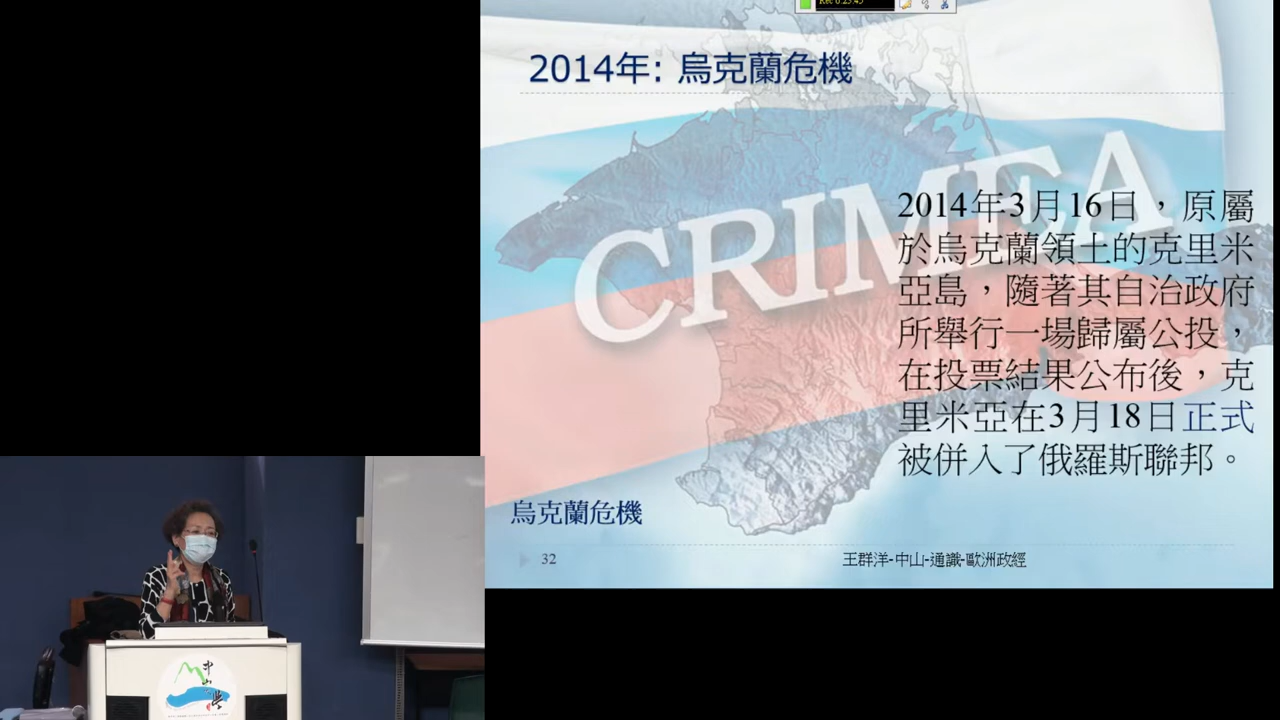 2014年: 烏克蘭危機
CRIMEA
2014年3月16日，原屬
於烏克蘭領土的克里米
亞島，隨著其自治政府
所舉行一場歸屬公投，
在投票結果公布後，克
里米亞在3月18日正式
被併入了俄羅斯聯邦。
烏克蘭危機
32
王群洋-中山-通識-歐洲政經
中山